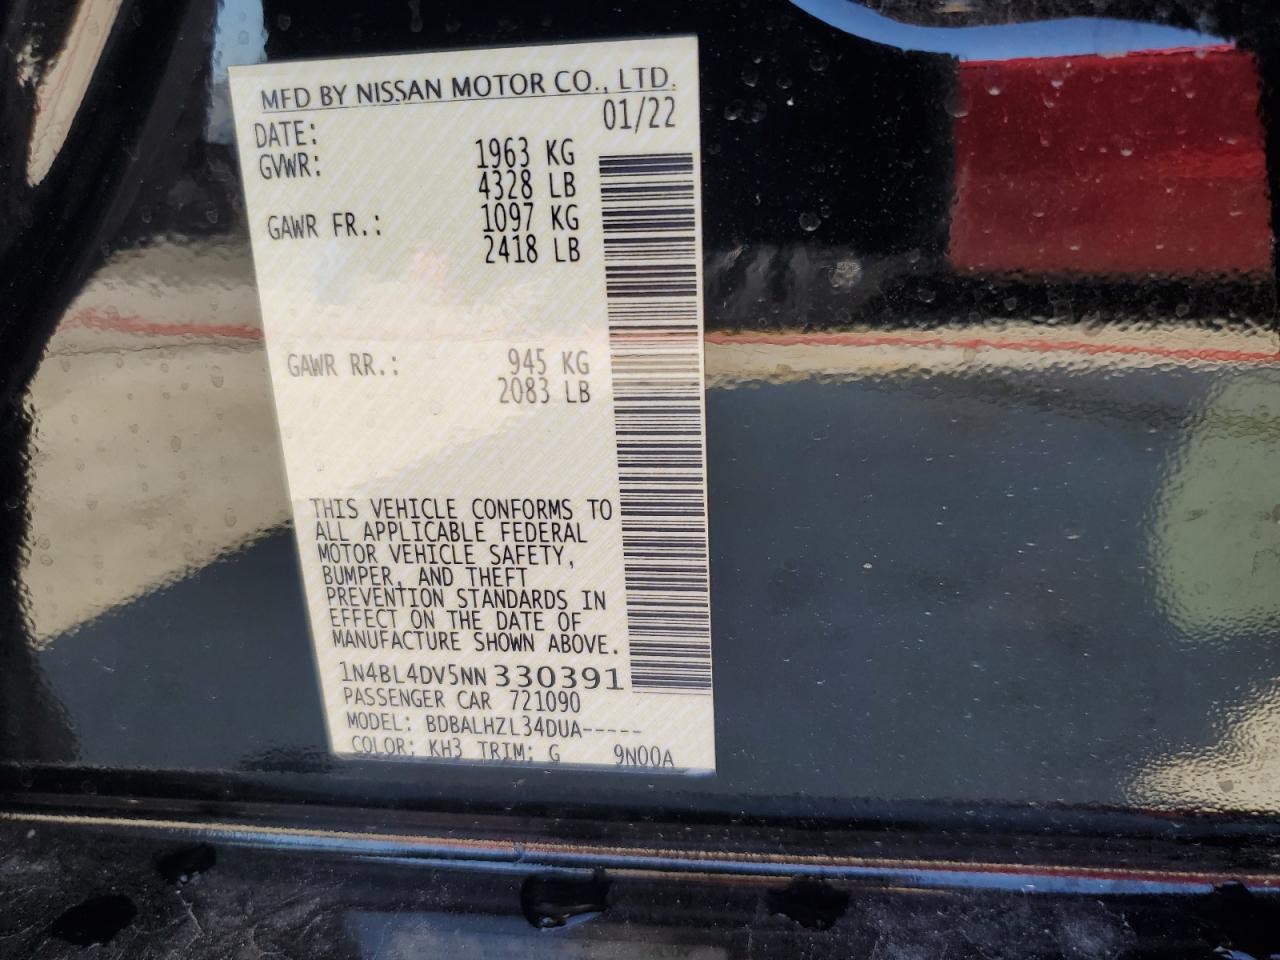 MFD BY NISSAN MOTOR CO., LTD.
DATE: 01/22
GVWR: 1963 KG
4328 LB
GAWR FR.: 1097 KG
2418 LB
GAWR RR.: 945 KG
2083 LB
THIS VEHICLE CONFORMS TO
ALL APPLICABLE FEDERAL
MOTOR VEHICLE SAFETY,
BUMPER, AND THEFT
PREVENTION STANDARDS IN
EFFECT ON THE DATE OF
MANUFACTURE SHOWN ABOVE.
1N4BL4DV5NN330391
PASSENGER CAR 721090
MODEL: BDBALHZL34DUA-----
COLOR: KH3 TRIM: G 9N00A